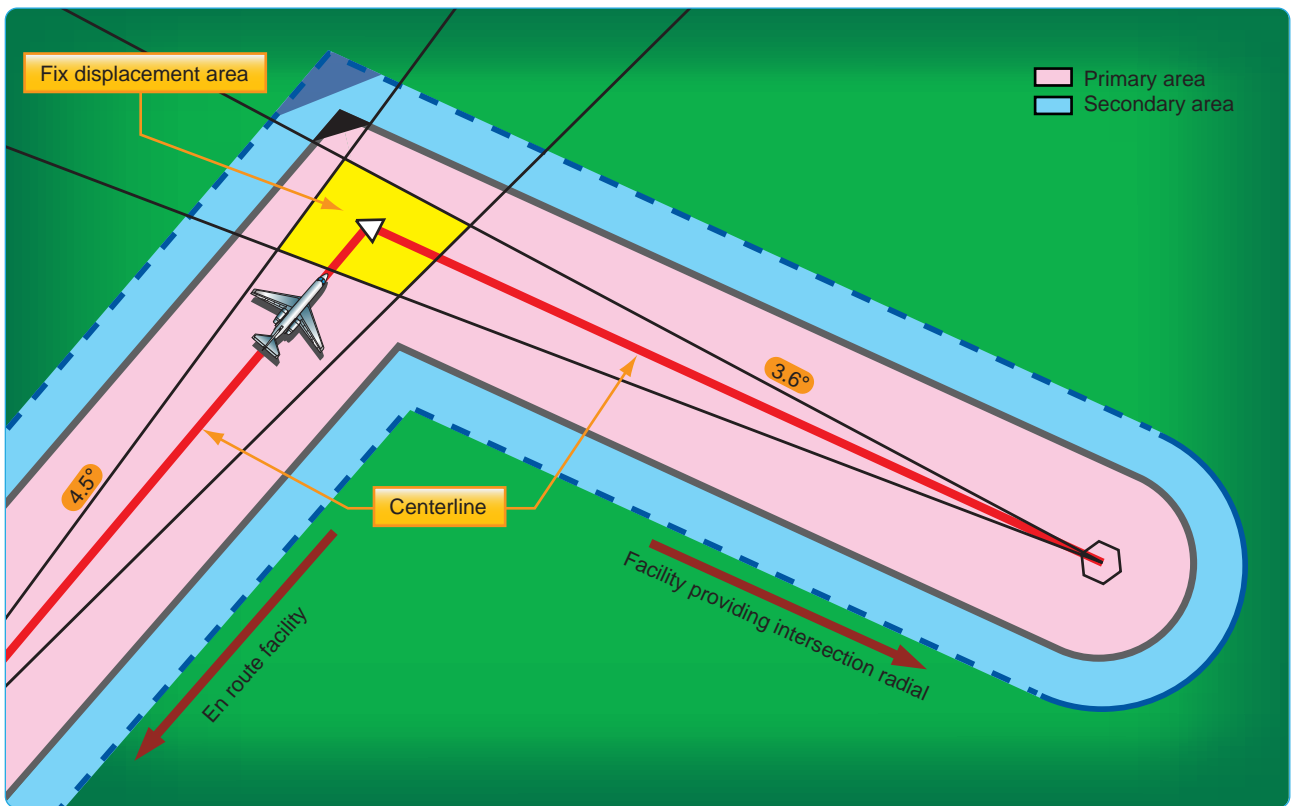 Fix displacement area
Primary area
Secondary area
3.6°
4.5°
Centerline
Facility providing intersection radial
En route facility